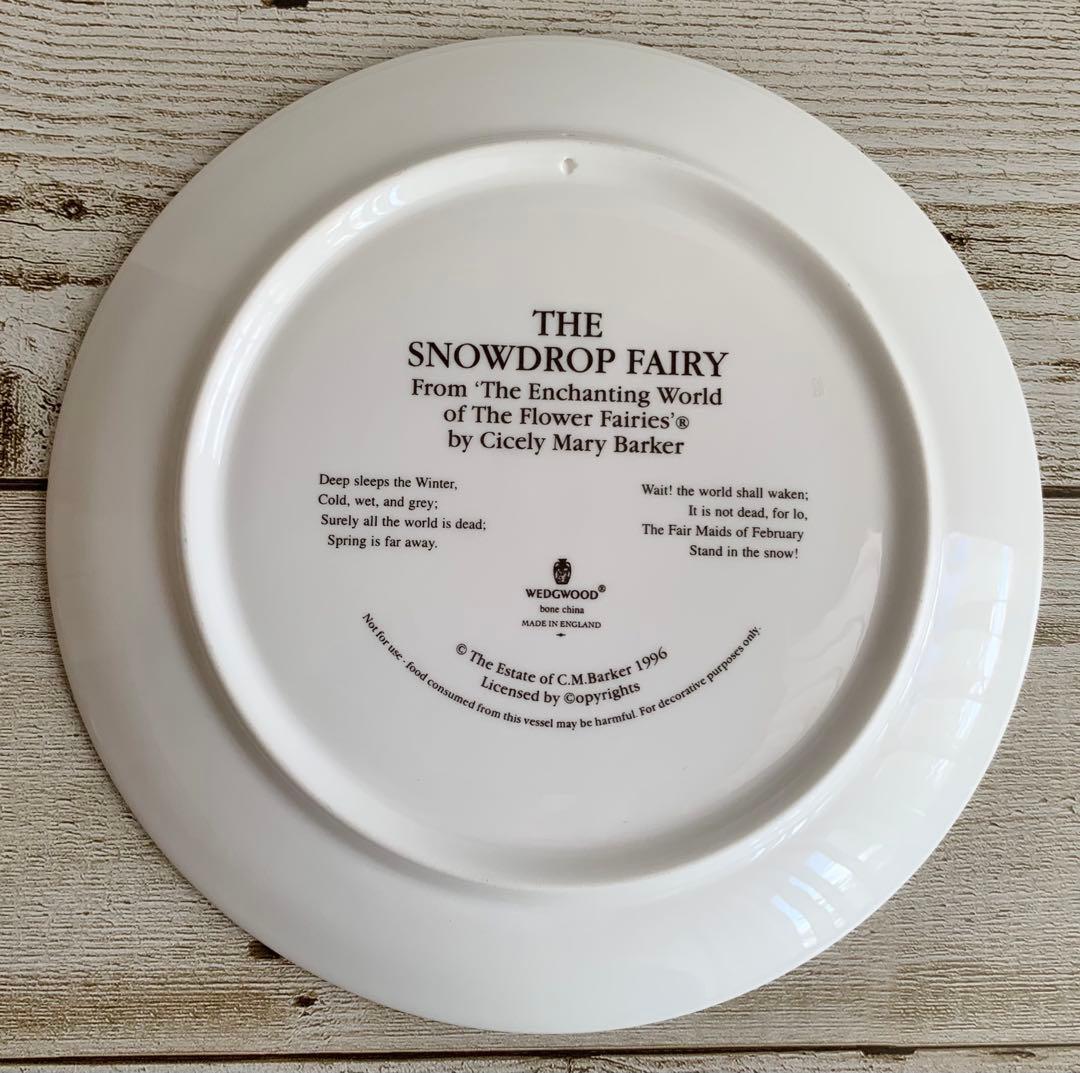 THE
SNOWDROP FAIRY
From ‘The Enchanting World
of The Flower Fairies’®
by Cicely Mary Barker
Deep sleeps the Winter,
Cold, wet, and grey;
Surely all the world is dead;
Spring is far away.
Wait! the world shall waken;
It is not dead, for lo,
The Fair Maids of February
Stand in the snow!
WEDGWOOD®
bone china
MADE IN ENGLAND
© The Estate of C.M.Barker 1996
Licensed by ©opyrights
Not for use - food consumed from this vessel may be harmful. For decorative purposes only.